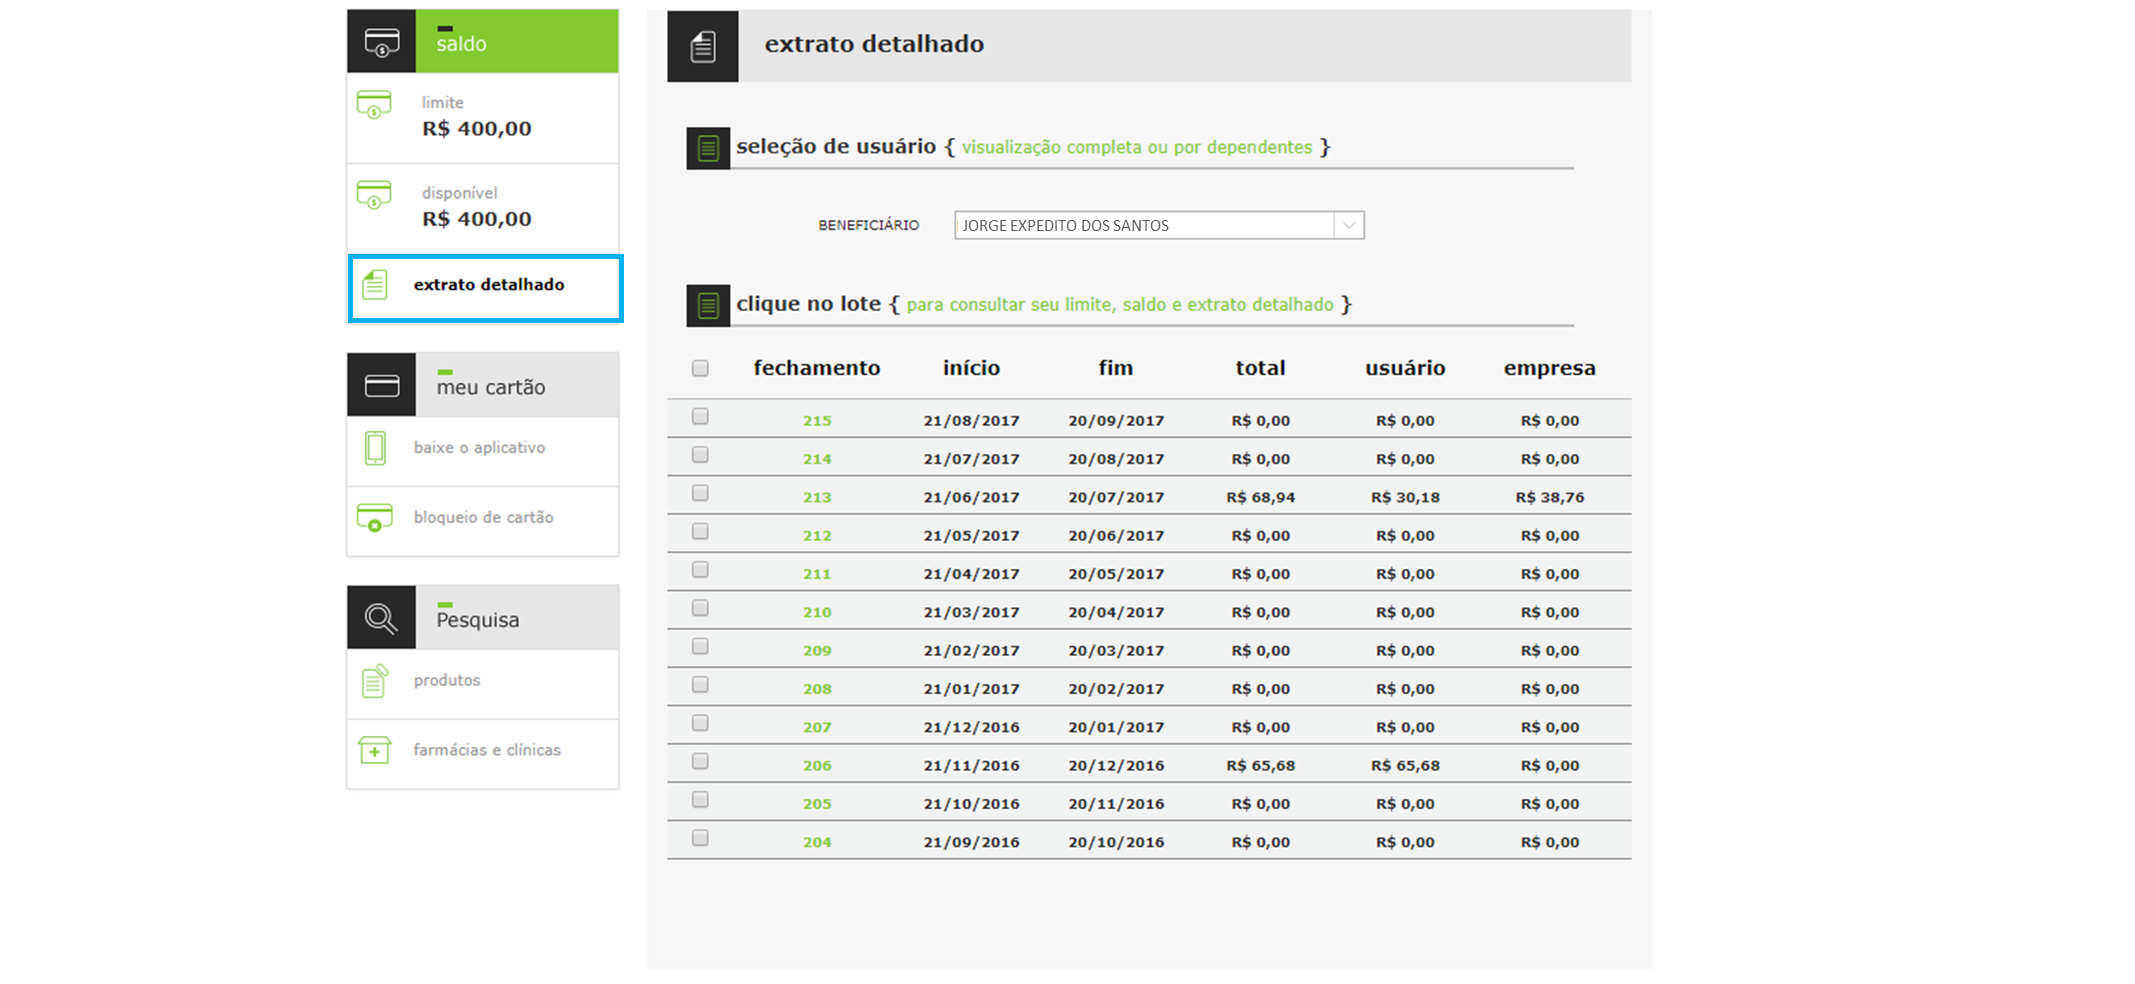 saldo
limite
R$ 400,00
disponível
R$ 400,00
extrato detalhado
meu cartão
baixe o aplicativo
bloqueio de cartão
Pesquisa
produtos
farmácias e clínicas
extrato detalhado
seleção de usuário { visualização completa ou por dependentes }
BENEFICIÁRIO JORGE EXPEDITO DOS SANTOS
clique no lote { para consultar seu limite, saldo e extrato detalhado }
fechamento início fim total usuário empresa
215 21/08/2017 20/09/2017 R$ 0,00 R$ 0,00 R$ 0,00
214 21/07/2017 20/08/2017 R$ 0,00 R$ 0,00 R$ 0,00
213 21/06/2017 20/07/2017 R$ 68,94 R$ 30,18 R$ 38,76
212 21/05/2017 20/06/2017 R$ 0,00 R$ 0,00 R$ 0,00
211 21/04/2017 20/05/2017 R$ 0,00 R$ 0,00 R$ 0,00
210 21/03/2017 20/04/2017 R$ 0,00 R$ 0,00 R$ 0,00
209 21/02/2017 20/03/2017 R$ 0,00 R$ 0,00 R$ 0,00
208 21/01/2017 20/02/2017 R$ 0,00 R$ 0,00 R$ 0,00
207 21/12/2016 20/01/2017 R$ 0,00 R$ 0,00 R$ 0,00
206 21/11/2016 20/12/2016 R$ 65,68 R$ 65,68 R$ 0,00
205 21/10/2016 20/11/2016 R$ 0,00 R$ 0,00 R$ 0,00
204 21/09/2016 20/10/2016 R$ 0,00 R$ 0,00 R$ 0,00